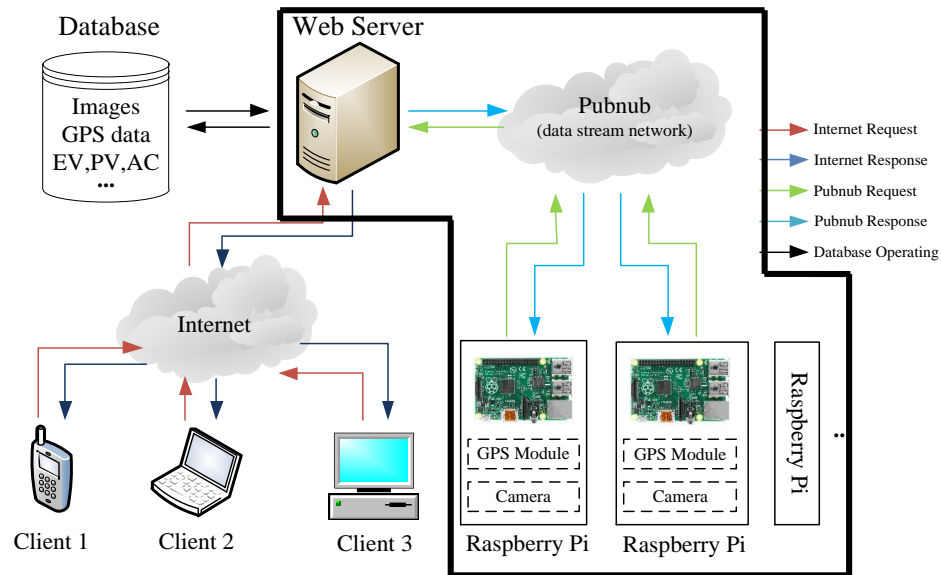 Database
Web Server
Images
GPS data
EV,PV,AC
...
Pubnub
(data stream network)
Internet Request
Internet Response
Pubnub Request
Pubnub Response
Database Operating
Internet
GPS Module
Camera
GPS Module
Camera
Raspberry Pi
..
Client 1
Client 2
Client 3
Raspberry Pi
Raspberry Pi